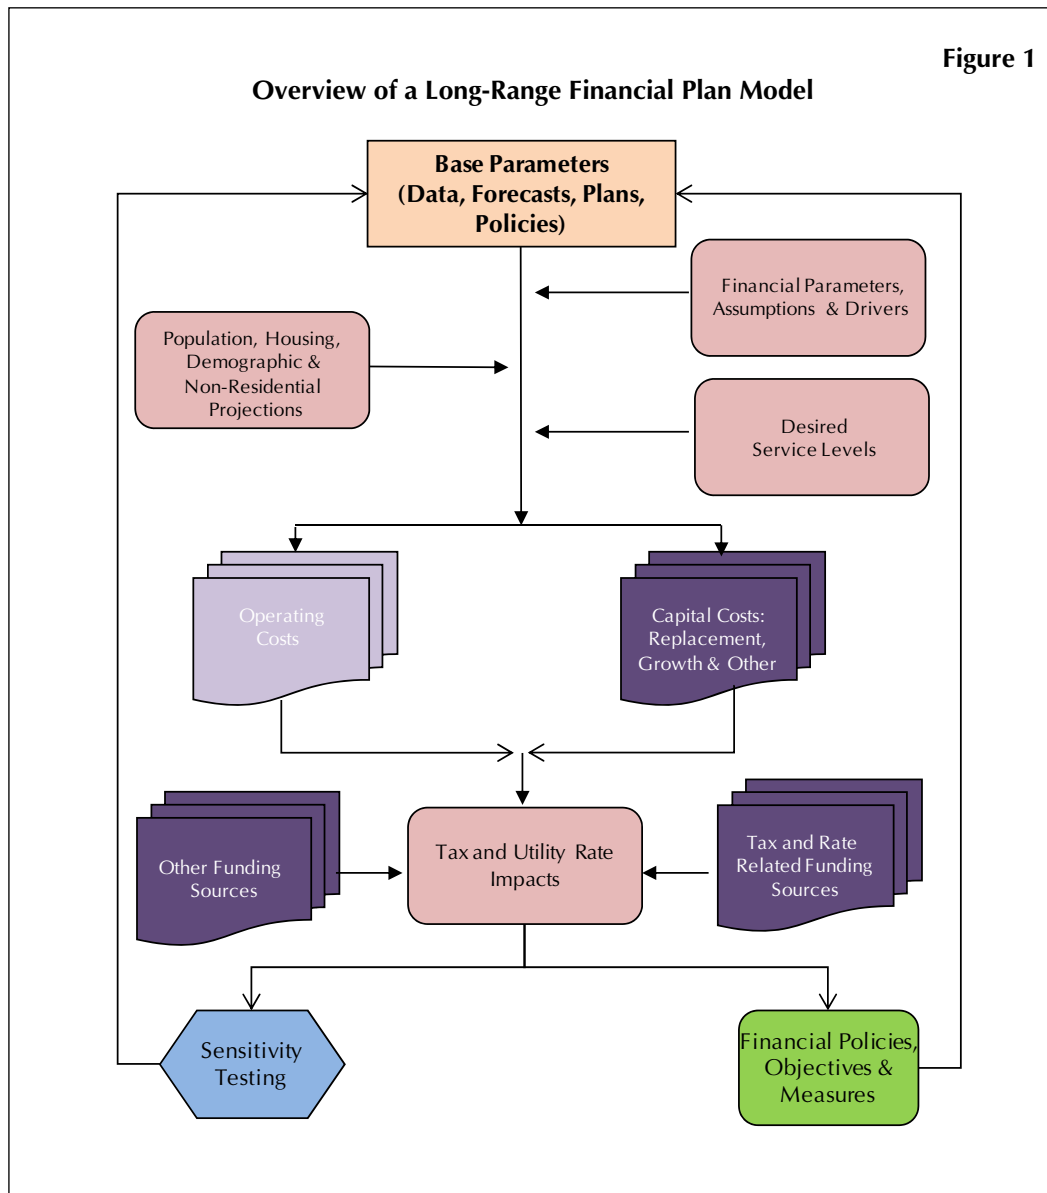 Figure 1
Overview of a Long-Range Financial Plan Model
Base Parameters
(Data, Forecasts, Plans,
Policies)
Financial Parameters,
Assumptions & Drivers
Population, Housing,
Demographic &
Non-Residential
Projections
Desired
Service Levels
Operating
Costs
Capital Costs:
Replacement,
Growth & Other
Other Funding
Sources
Tax and Utility Rate
Impacts
Tax and Rate
Related Funding
Sources
Sensitivity
Testing
Financial Policies,
Objectives &
Measures